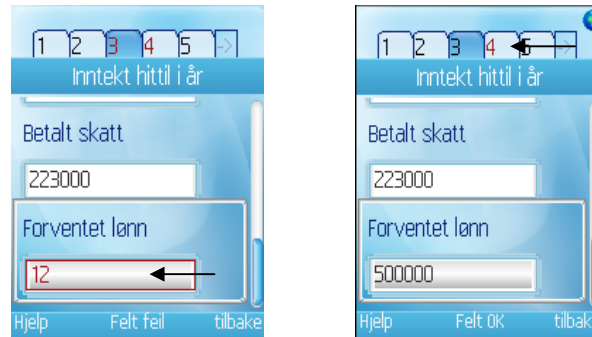 1 2 3 4 5 ->
Inntekt hittil i år
Betalt skatt
223000
Forventet lønn
12
Hjelp Felt feil tilbake
1 2 3 4 5 ->
Inntekt hittil i år
Betalt skatt
223000
Forventet lønn
500000
Hjelp Felt OK tilbak